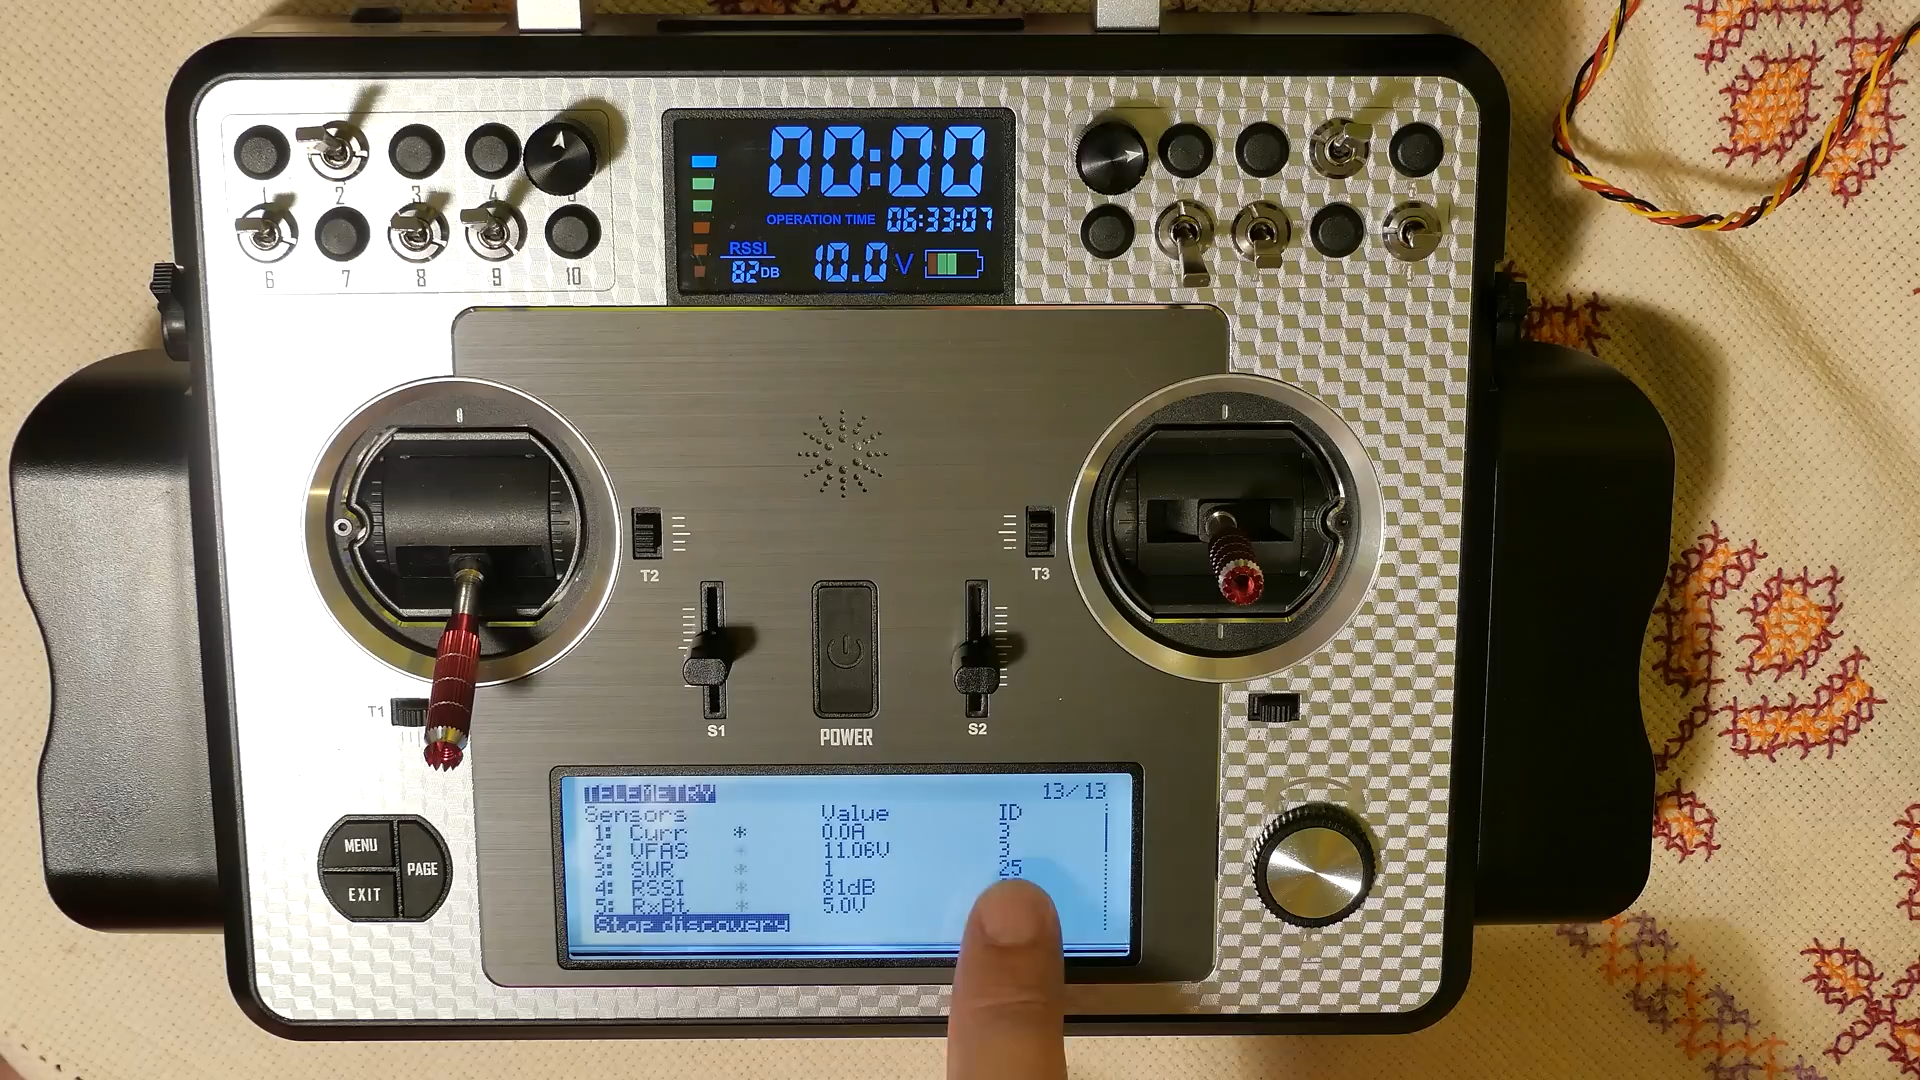 00:00
OPERATION TIME 06:33:07
RSSI
82DB
10.0 V
1 2 3 4 5
6 7 8 9 10
T2
T3
T1
S1
POWER
S2
MENU
EXIT
PAGE
TELEMETRY 13/13
Sensors Value ID
1: Curr * 0.0A 3
2: VFAS * 11.06V 3
3: SWR * 1 25
4: RSSI * 81dB
5: RxBt * 5.0V
Stop discovery